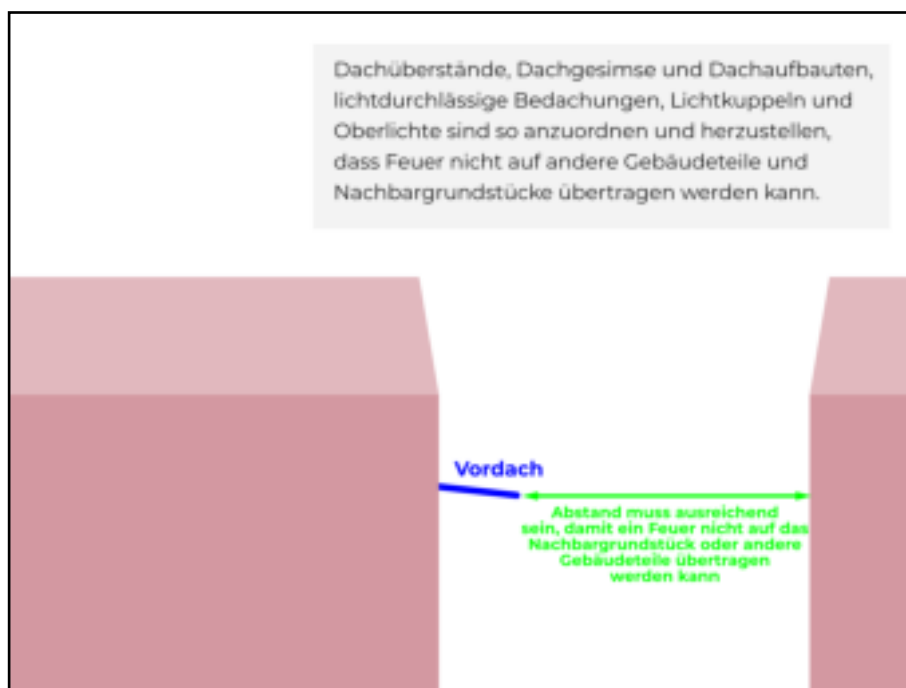 Dachüberstände, Dachgesimse und Dachaufbauten,
lichtdurchlässige Bedachungen, Lichtkuppeln und
Oberlichte sind so anzuordnen und herzustellen,
dass Feuer nicht auf andere Gebäudeteile und
Nachbargrundstücke übertragen werden kann.
Vordach
Abstand muss ausreichend
sein, damit ein Feuer nicht auf das
Nachbargrundstück oder andere
Gebäudeteile übertragen
werden kann